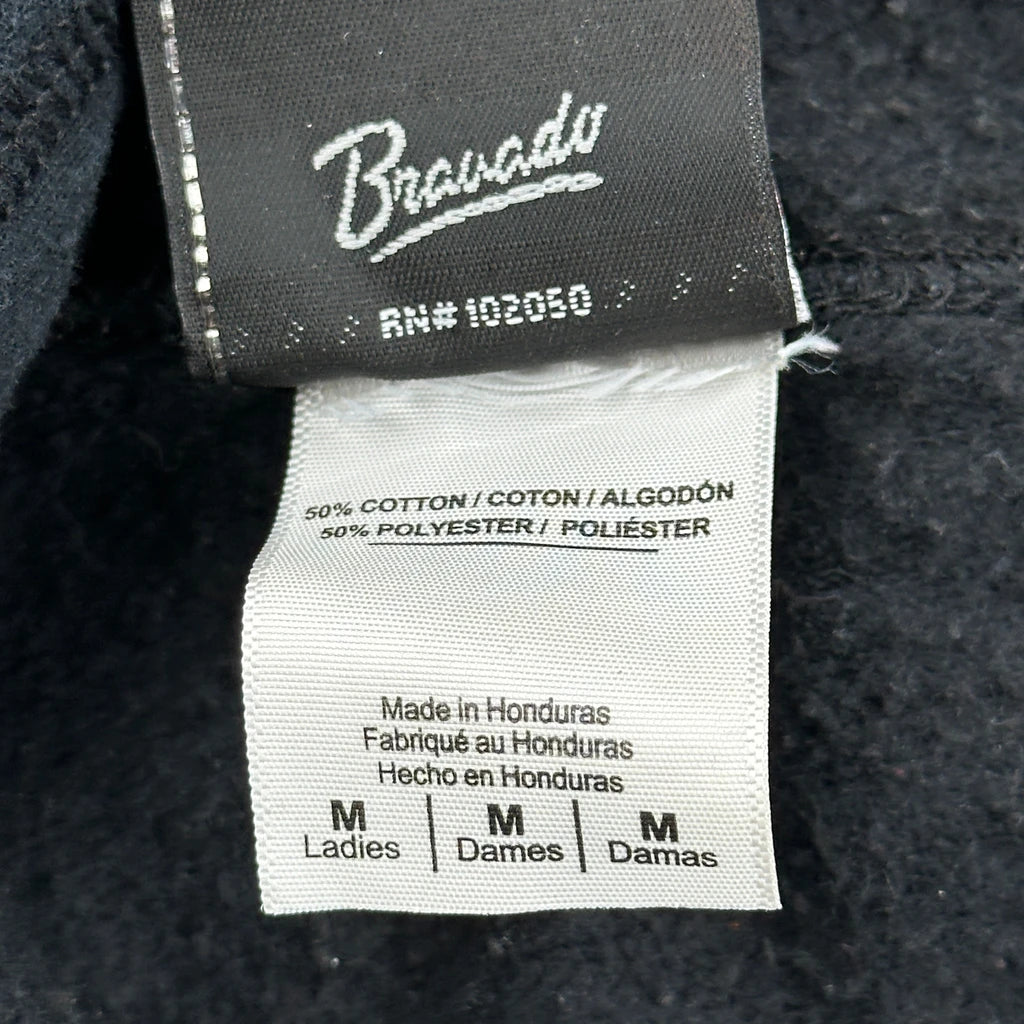 Bravado
RN#102050
50% COTTON / COTON / ALGODÓN
50% POLYESTER / POLIÉSTER
Made in Honduras
Fabriqué au Honduras
Hecho en Honduras
M M M
Ladies Dames Damas